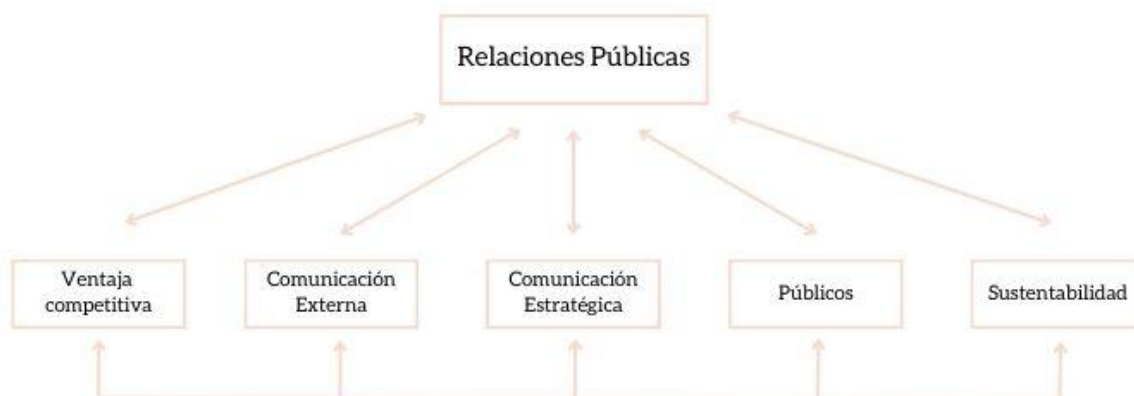 Relaciones Públicas
Ventaja
competitiva
Comunicación
Externa
Comunicación
Estratégica
Públicos
Sustentabilidad